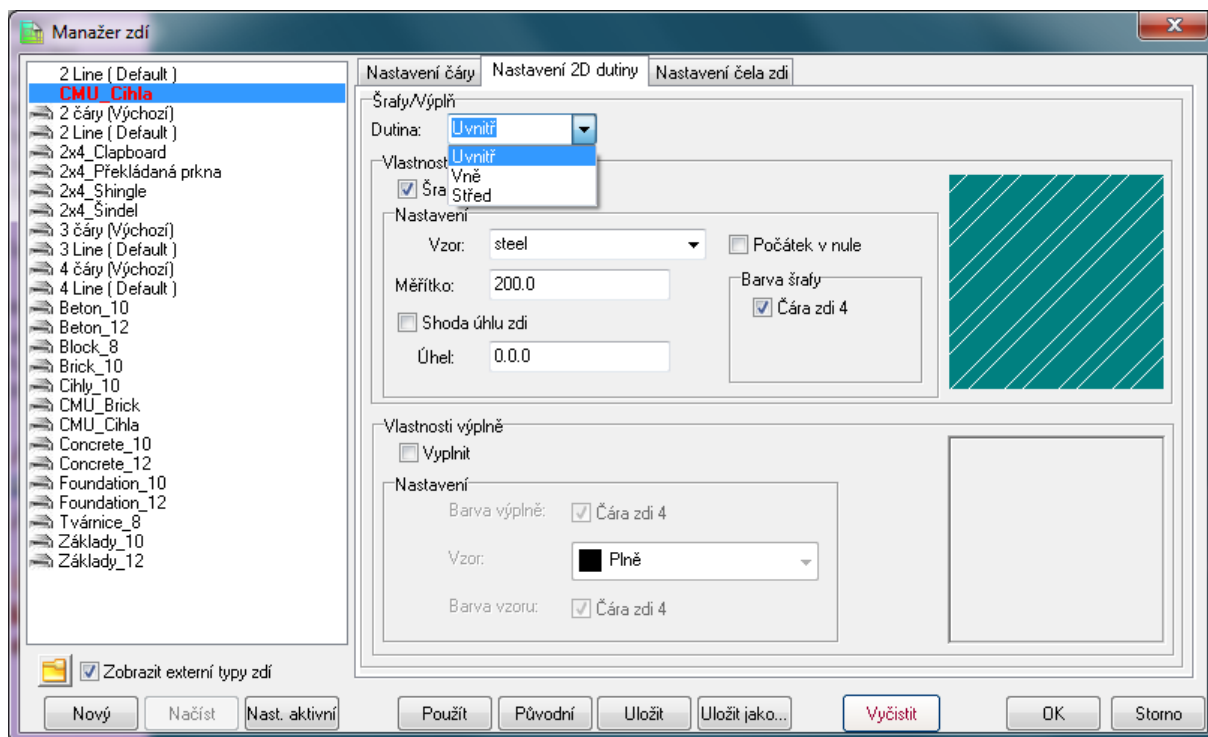 Manažer zdí
2 Line ( Default )
CMU_Cihla
2 čáry (Výchozí)
2 Line ( Default )
2x4_Clapboard
2x4_Překládaná prkna
2x4_Shingle
2x4_Šindel
3 čáry (Výchozí)
3 Line ( Default )
4 čáry (Výchozí)
4 Line ( Default )
Beton_10
Beton_12
Block_8
Brick_10
Cihly_10
CMU_Brick
CMU_Cihla
Concrete_10
Concrete_12
Foundation_10
Foundation_12
Tvárnice_8
Základy_10
Základy_12
Zobrazit externí typy zdí
Nastavení čáry Nastavení 2D dutiny Nastavení čela zdi
Šrafy/Výplň
Dutina: Uvnitř
Uvnitř
Vně
Střed
Vlastnost
Šra
Nastavení
Vzor: steel
Počátek v nule
Měřítko: 200.0
Barva šrafy
Čára zdi 4
Shoda úhlu zdi
Úhel: 0.0.0
Vlastnosti výplně
Vyplnit
Nastavení
Barva výplně: Čára zdi 4
Vzor: Plně
Barva vzoru: Čára zdi 4
Nový Načíst Nast. aktivní Použít Původní Uložit Uložit jako... Vyčistit OK Storno